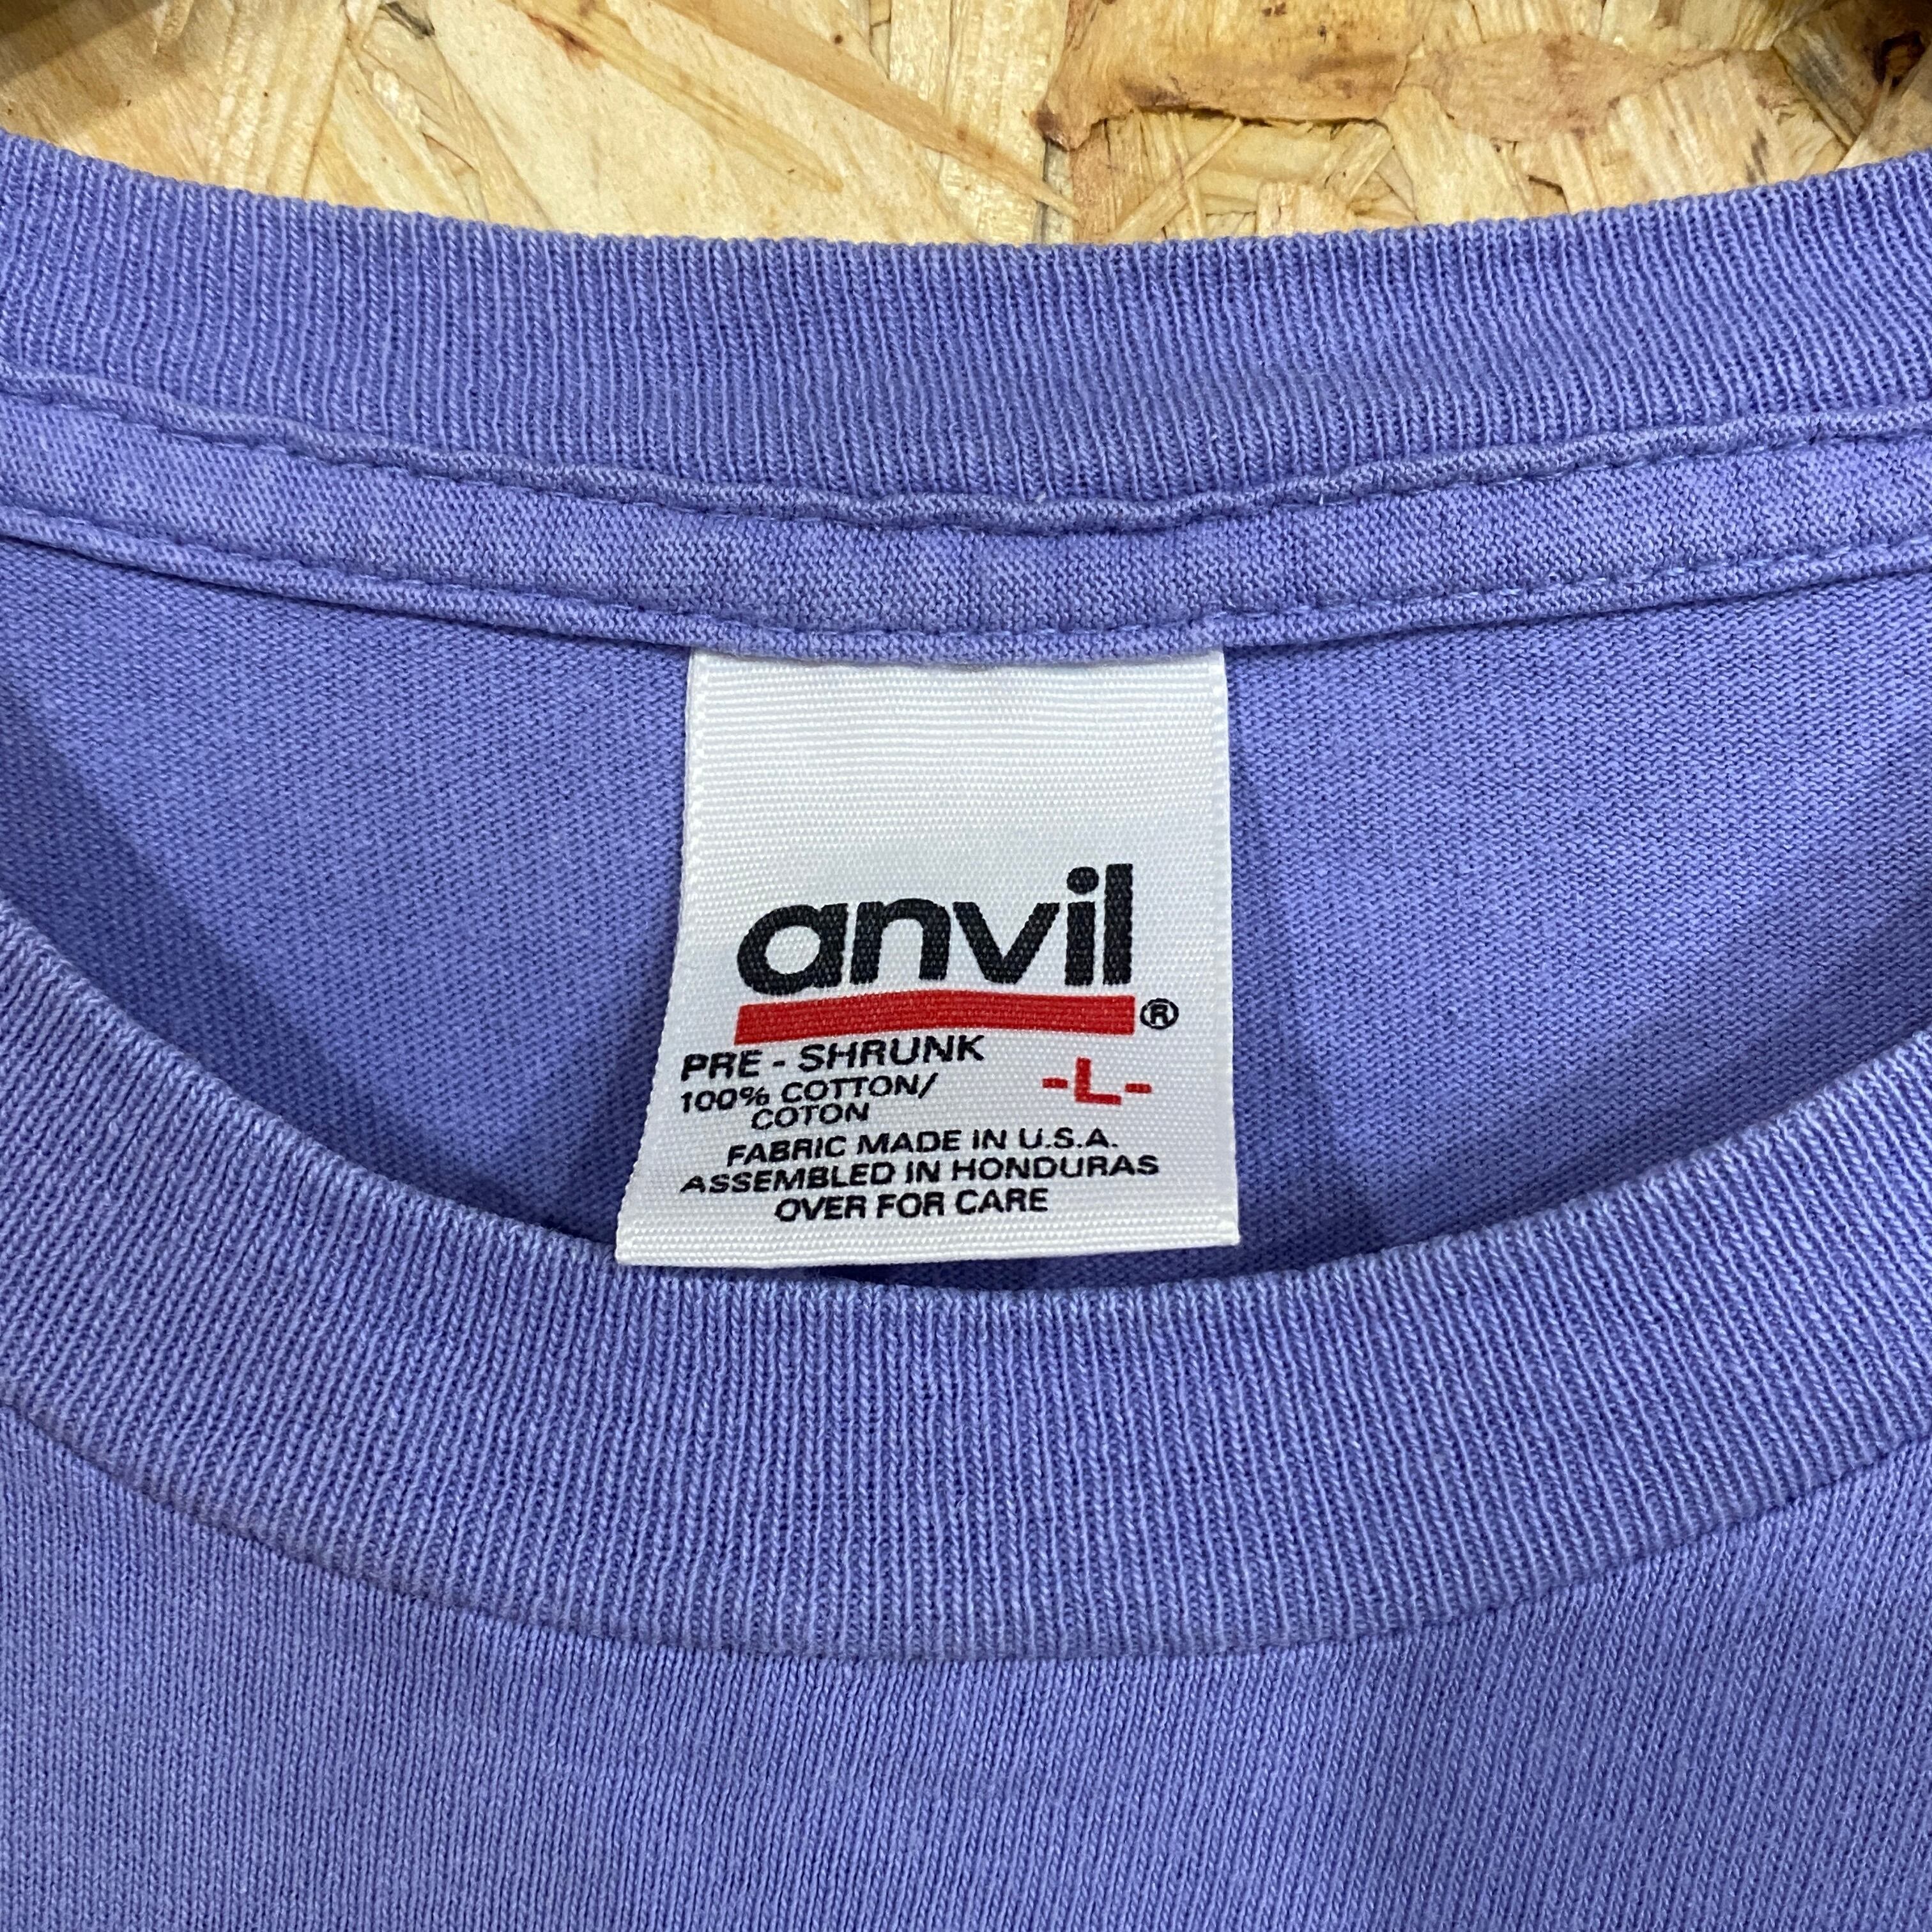 anvil®
PRE - SHRUNK
-L-
100% COTTON/
COTON
FABRIC MADE IN U.S.A.
ASSEMBLED IN HONDURAS
OVER FOR CARE